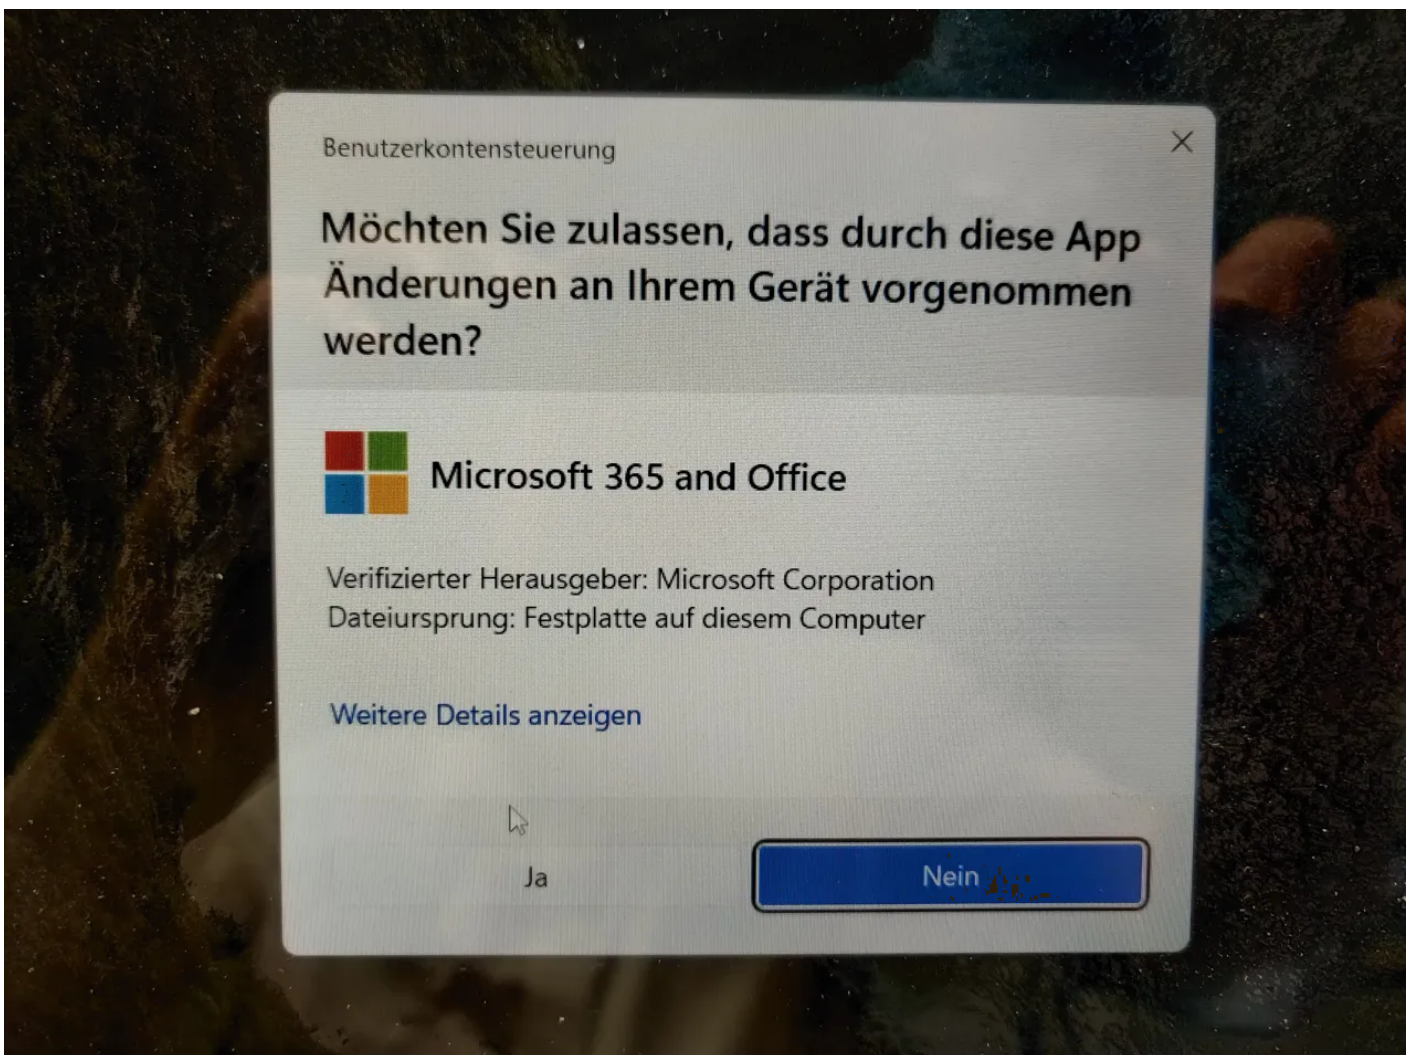 Benutzerkontensteuerung
Möchten Sie zulassen, dass durch diese App
Änderungen an Ihrem Gerät vorgenommen
werden?
Microsoft 365 and Office
Verifizierter Herausgeber: Microsoft Corporation
Dateiursprung: Festplatte auf diesem Computer
Weitere Details anzeigen
Ja
Nein